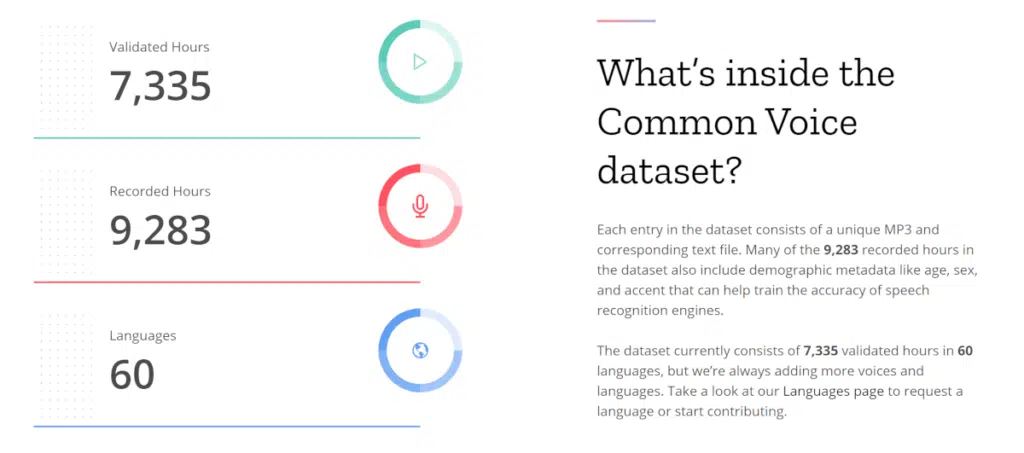 Validated Hours
7,335
Recorded Hours
9,283
Languages
60
What’s inside the
Common Voice
dataset?
Each entry in the dataset consists of a unique MP3 and
corresponding text file. Many of the 9,283 recorded hours in
the dataset also include demographic metadata like age, sex,
and accent that can help train the accuracy of speech
recognition engines.
The dataset currently consists of 7,335 validated hours in 60
languages, but we’re always adding more voices and
languages. Take a look at our Languages page to request a
language or start contributing.